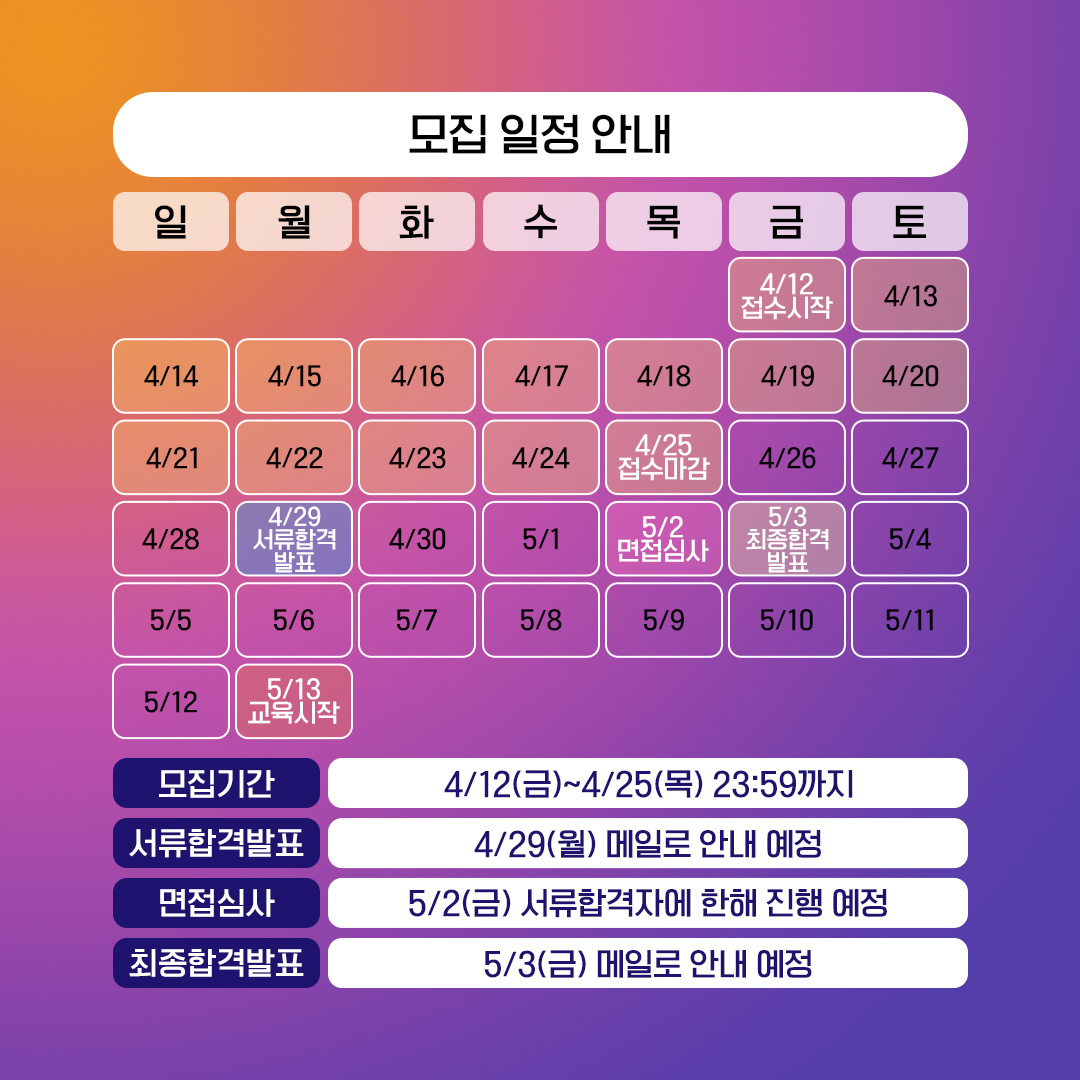 모집 일정 안내
일 월 화 수 목 금 토
4/12 접수시작 4/13
4/14 4/15 4/16 4/17 4/18 4/19 4/20
4/21 4/22 4/23 4/24 4/25 접수마감 4/26 4/27
4/28 4/29 서류합격 발표 4/30 5/1 5/2 면접심사 5/3 최종합격 발표 5/4
5/5 5/6 5/7 5/8 5/9 5/10 5/11
5/12 5/13 교육시작
모집기간 4/12(금)~4/25(목) 23:59까지
서류합격발표 4/29(월) 메일로 안내 예정
면접심사 5/2(금) 서류합격자에 한해 진행 예정
최종합격발표 5/3(금) 메일로 안내 예정